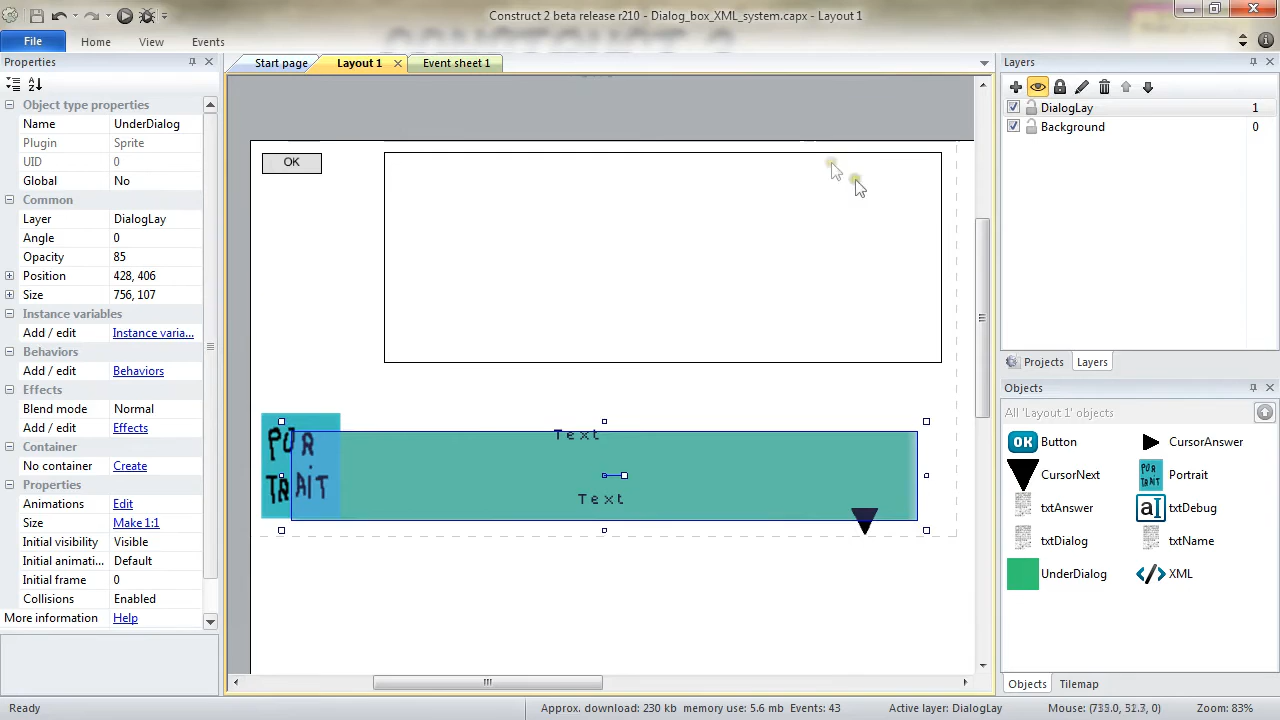 Construct 2 beta release r210 - Dialog_box_XML_system.capx - Layout 1
File
Home
View
Events
Properties
Start page
Layout 1
Event sheet 1
Layers
Object type properties
Name
UnderDialog
Plugin
Sprite
UID
0
Global
No
Common
Layer
DialogLay
Angle
0
Opacity
85
Position
428, 406
Size
756, 107
Instance variables
Add / edit
Instance varia...
Behaviors
Add / edit
Behaviors
Effects
Blend mode
Normal
Add / edit
Effects
Container
No container
Create
Properties
Animations
Edit
Size
Make 1:1
Initial visibility
Visible
Initial animati...
Default
Initial frame
0
Collisions
Enabled
More information
Help
OK
POR
TRAIT
Text
Text
DialogLay
1
Background
0
Projects
Layers
Objects
All 'Layout 1' objects
OK
Button
CursorAnswer
CursorNext
POR
TRAIT
Portrait
txtAnswer
aI
txtDebug
txtDialog
txtName
UnderDialog
</>
XML
Objects
Tilemap
Ready
Approx. download: 230 kb
memory use: 5.6 mb
Events: 43
Active layer: DialogLay
Zoom: 83%